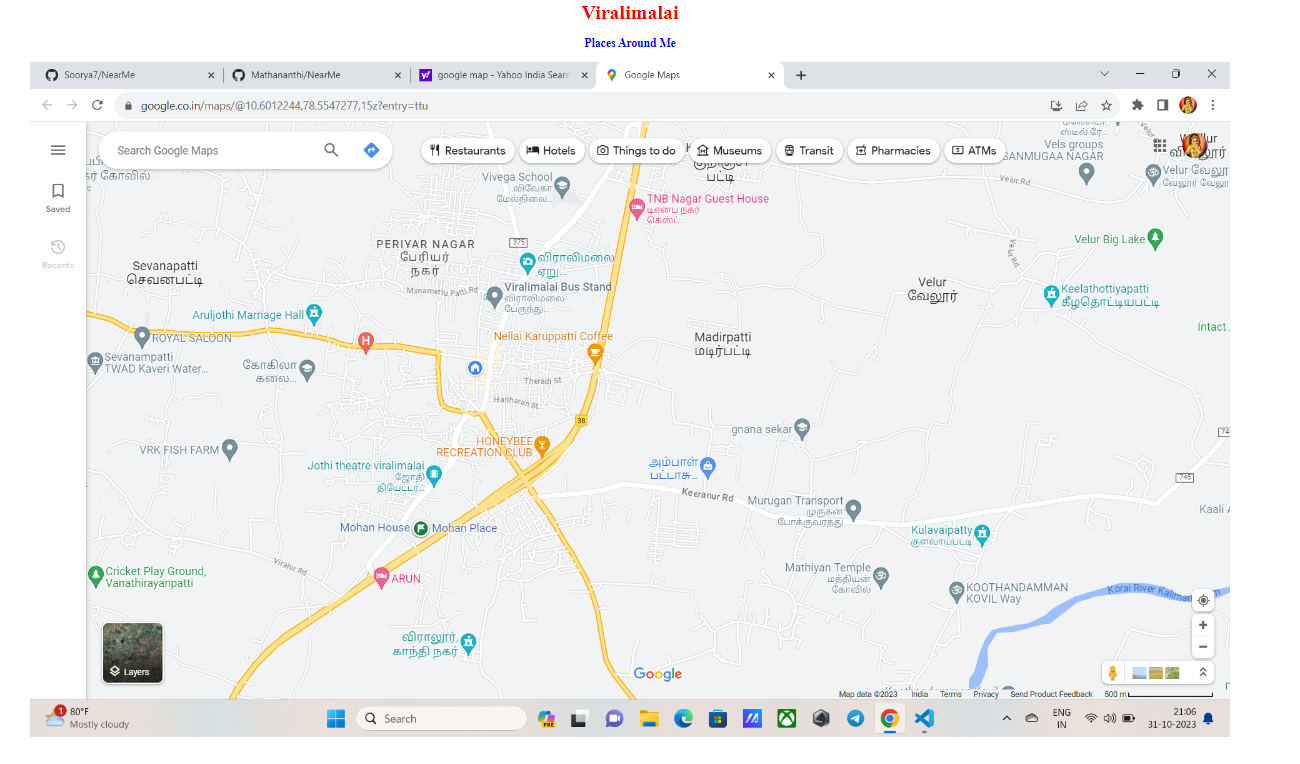 Viralimalai
Places Around Me
Soorya7/NearMe
Mathananthi/NearMe
google map - Yahoo India Searc
Google Maps
google.co.in/maps/@10.6012244,78.5547277,15z?entry=ttu
Search Google Maps
Restaurants
Hotels
Things to do
Museums
Transit
Pharmacies
ATMs
Saved
Recents
Vels groups
SANMUGAA NAGAR
Velur வேலூர்
Velur Rd
Vivega School
விவேகா
மேல்நிலை...
பட்டி
TNB Nagar Guest House
டிஎன்ப நகர்
கெஸ்ட்...
375
Velur Big Lake
Velur Rd
PERIYAR NAGAR
பேரியர்
நகர்
Sevanapatti
செவனபட்டி
விராலிமலை
ஏறு...
Manamettu Patti Rd
Viralimalai Bus Stand
விராலிமலை
பேருந்து...
Velur
வேலூர்
Keelathottiyapatti
கீழதொட்டியபட்டி
Aruljothi Marriage Hall
Intact
ROYAL SALOON
H
Nellai Karuppatti Coffee
Madirpatti
மடிர்பட்டி
Sevanampatti
TWAD Kaveri Water...
கோகிலா
கலை...
Theradi St
Hariharan St
38
gnana sekar
HONEYBEE
RECREATION CLUB
VRK FISH FARM
Jothi theatre viralimalai
ஜோதி
தியேட்டர்...
அம்பாள்
பட்டாசு...
745
Keeranur Rd
Murugan Transport
முருகன்
போக்குவரத்து
Kaali
Mohan House
Mohan Place
Kulavaipatty
குளவாய்பட்டி
Viralur Rd
Cricket Play Ground,
Vanathirayanpatti
ARUN
Mathiyan Temple
மத்தியன்
கோவில்
KOOTHANDAMMAN
KOVIL Way
விராலூர்,
காந்தி நகர்
Layers
Google
Map data ©2023
India
Terms
Privacy
Send Product Feedback
500 m
1
80°F
Mostly cloudy
Search
PRE
ENG
IN
21:06
31-10-2023